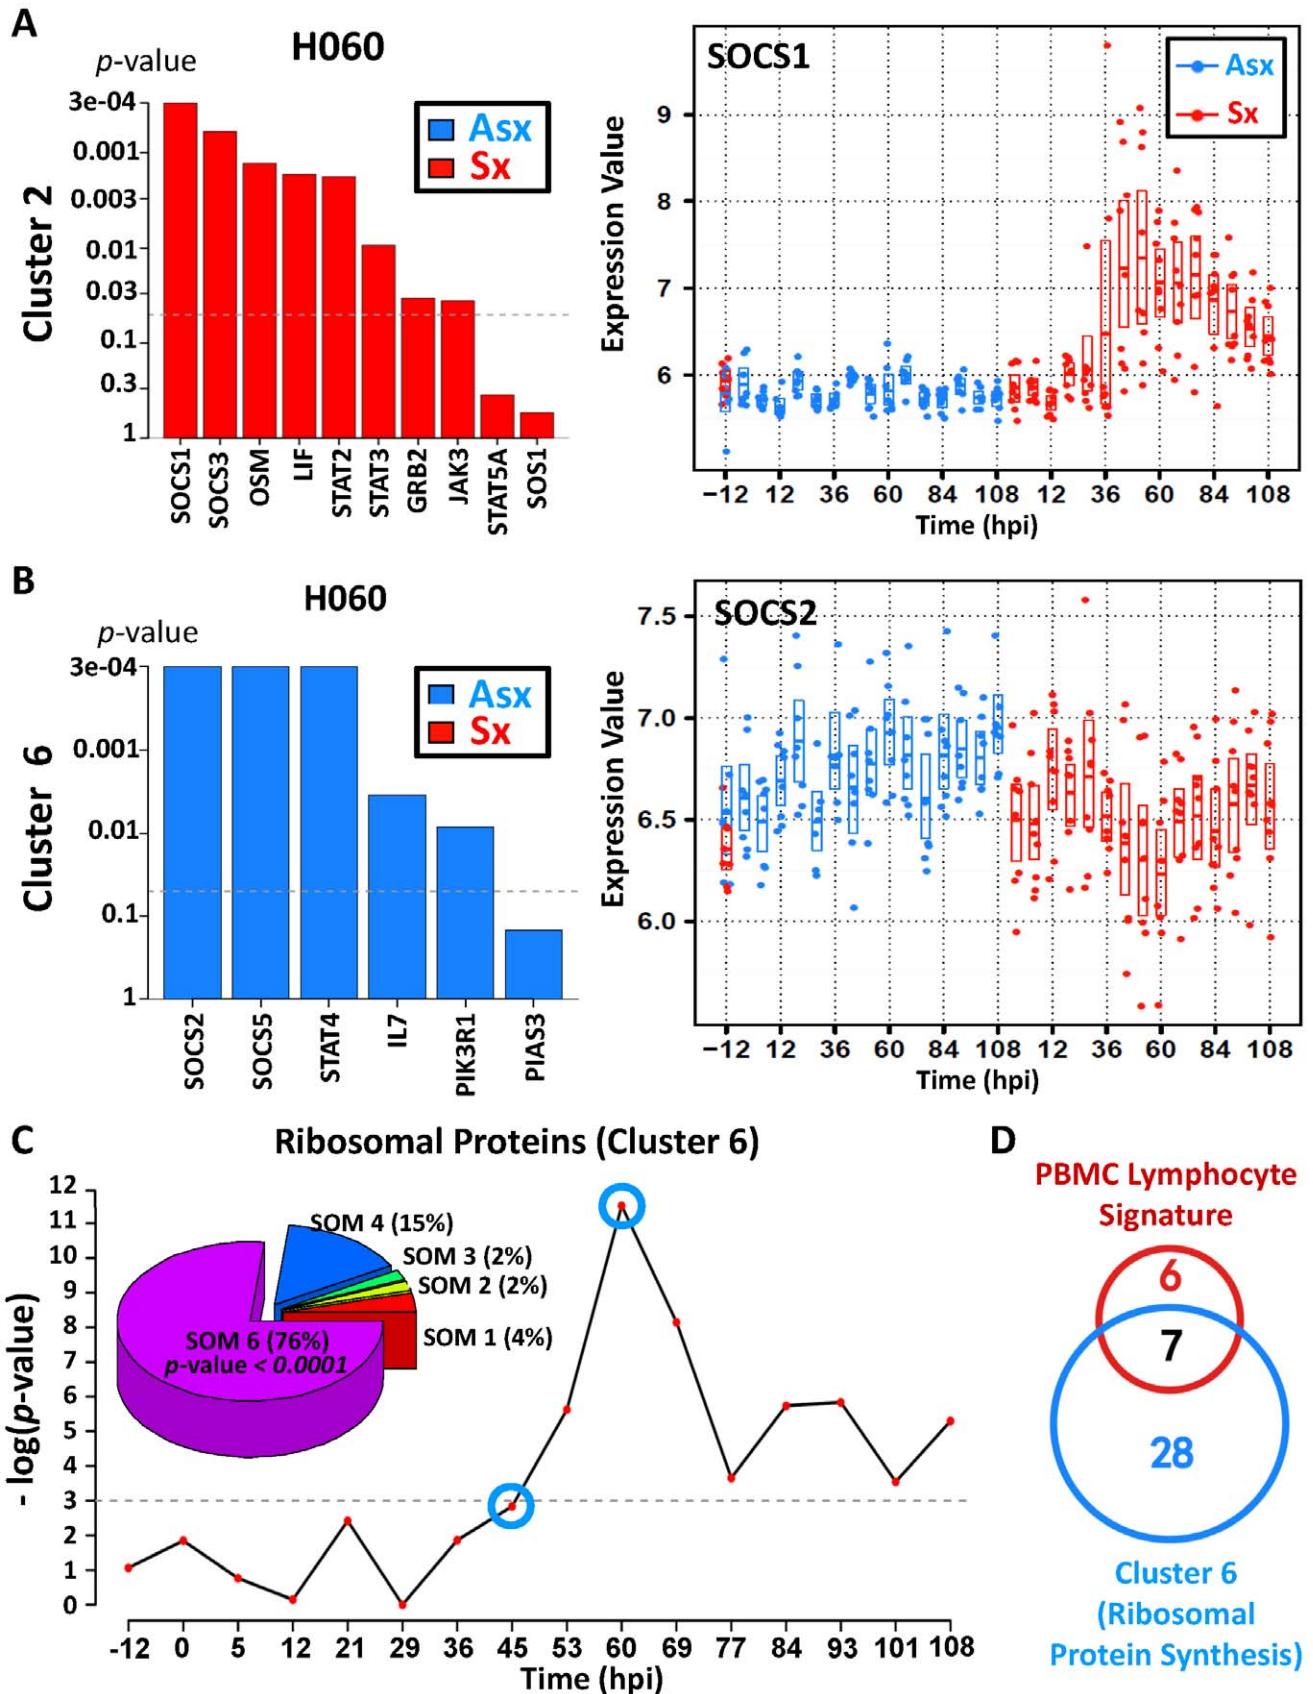 A
H060
p-value
3e-04
0.001
0.003
0.01
0.03
0.1
0.3
1
Cluster 2
Asx
Sx
SOCS1
SOCS3
OSM
LIF
STAT2
STAT3
GRB2
JAK3
STAT5A
SOS1
SOCS1
Asx
Sx
Expression Value
9
8
7
6
−12 12 36 60 84 108 12 36 60 84 108
Time (hpi)
B
H060
p-value
3e-04
0.001
0.01
0.1
1
Cluster 6
Asx
Sx
SOCS2
SOCS5
STAT4
IL7
PIK3R1
PIAS3
SOCS2
Expression Value
7.5
7.0
6.5
6.0
−12 12 36 60 84 108 12 36 60 84 108
Time (hpi)
C
Ribosomal Proteins (Cluster 6)
- log(p-value)
12
11
10
9
8
7
6
5
4
3
2
1
0
SOM 4 (15%)
SOM 3 (2%)
SOM 2 (2%)
SOM 1 (4%)
SOM 6 (76%)
p-value < 0.0001
-12 0 5 12 21 29 36 45 53 60 69 77 84 93 101 108
Time (hpi)
D
PBMC Lymphocyte
Signature
6
7
28
Cluster 6
(Ribosomal
Protein Synthesis)